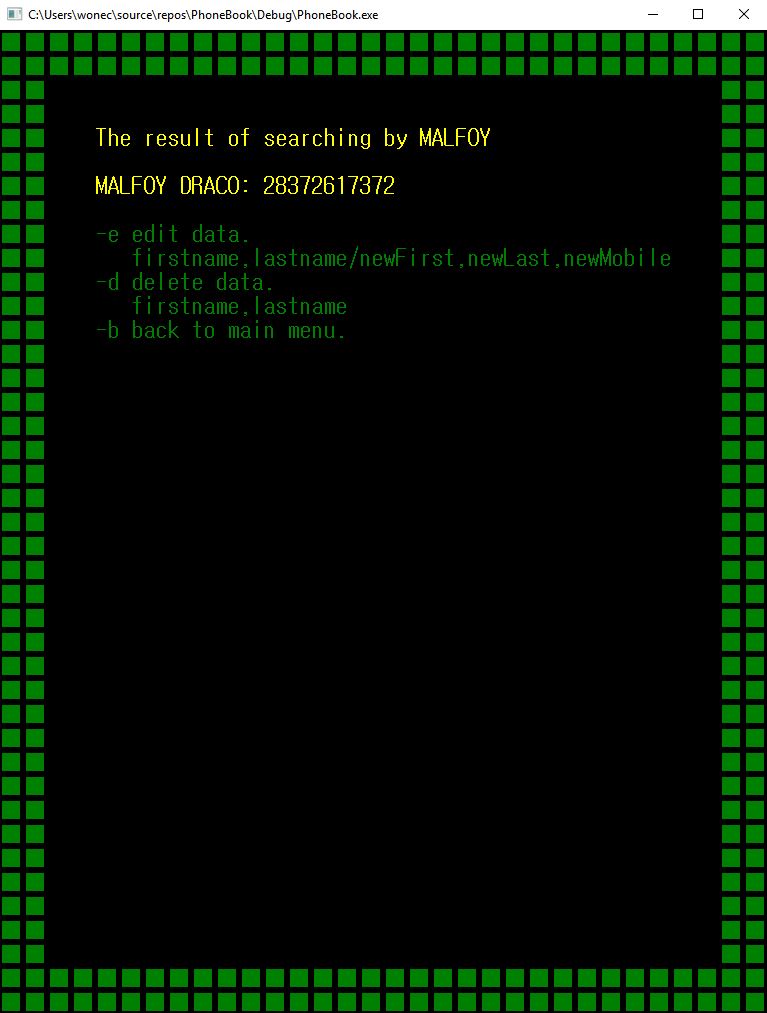 C:\Users\wonec\source\repos\PhoneBook\Debug\PhoneBook.exe
The result of searching by MALFOY
MALFOY DRACO: 28372617372
-e edit data.
firstname,lastname/newFirst,newLast,newMobile
-d delete data.
firstname,lastname
-b back to main menu.